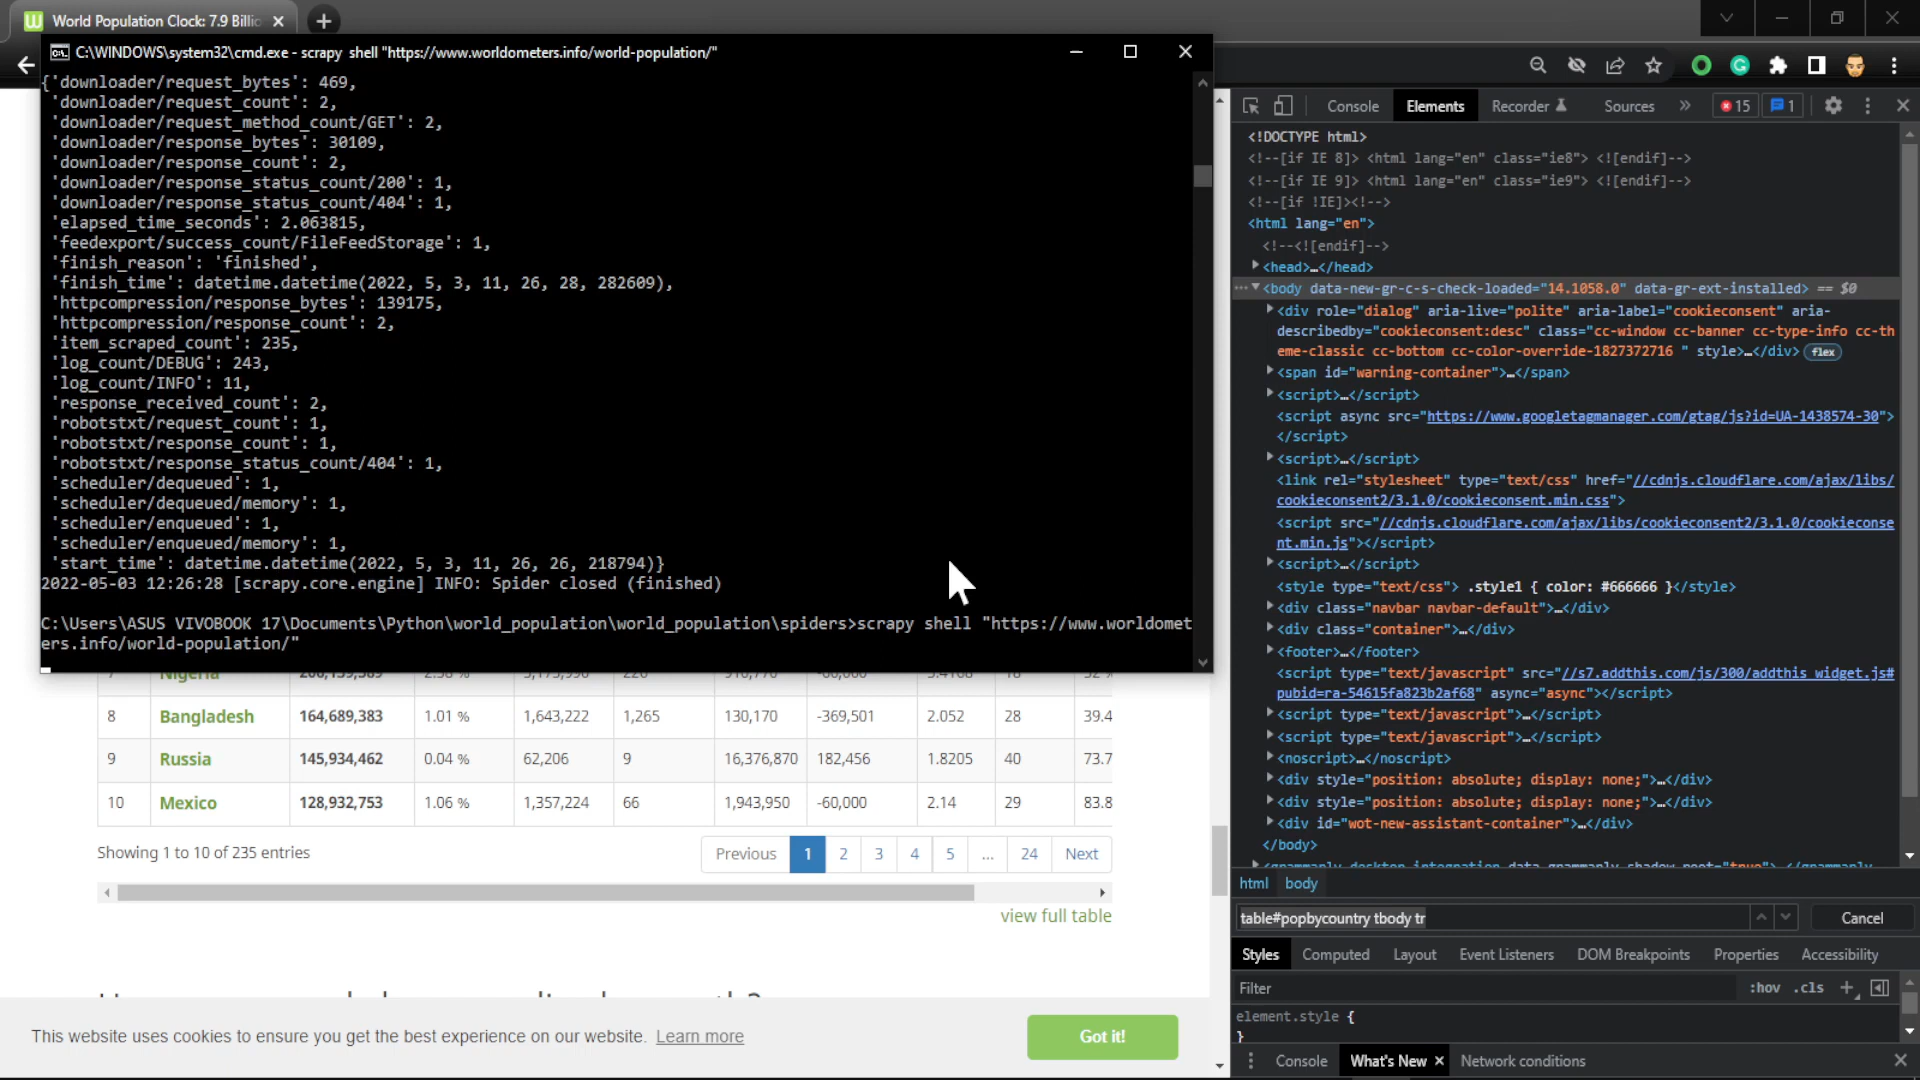 World Population Clock: 7.9 Billio
C:\WINDOWS\system32\cmd.exe - scrapy  shell "https://www.worldometers.info/world-population/"
{'downloader/request_bytes': 469,
'downloader/request_count': 2,
'downloader/request_method_count/GET': 2,
'downloader/response_bytes': 30109,
'downloader/response_count': 2,
'downloader/response_status_count/200': 1,
'downloader/response_status_count/404': 1,
'elapsed_time_seconds': 2.063815,
'feedexport/success_count/FileFeedStorage': 1,
'finish_reason': 'finished',
'finish_time': datetime.datetime(2022, 5, 3, 11, 26, 28, 282609),
'httpcompression/response_bytes': 139175,
'httpcompression/response_count': 2,
'item_scraped_count': 235,
'log_count/DEBUG': 243,
'log_count/INFO': 11,
'response_received_count': 2,
'robotstxt/request_count': 1,
'robotstxt/response_count': 1,
'robotstxt/response_status_count/404': 1,
'scheduler/dequeued': 1,
'scheduler/dequeued/memory': 1,
'scheduler/enqueued': 1,
'scheduler/enqueued/memory': 1,
'start_time': datetime.datetime(2022, 5, 3, 11, 26, 26, 218794)}
2022-05-03 12:26:28 [scrapy.core.engine] INFO: Spider closed (finished)
C:\Users\ASUS VIVOBOOK 17\Documents\Python\world_population\world_population\spiders>scrapy shell "https://www.worldomet
ers.info/world-population/"
8 Bangladesh 164,689,383 1.01 % 1,643,222 1,265 130,170 -369,501 2.052 28 39.4
9 Russia 145,934,462 0.04 % 62,206 9 16,376,870 182,456 1.8205 40 73.7
10 Mexico 128,932,753 1.06 % 1,357,224 66 1,943,950 -60,000 2.14 29 83.8
Showing 1 to 10 of 235 entries
Previous 1 2 3 4 5 ... 24 Next
view full table
This website uses cookies to ensure you get the best experience on our website. Learn more
Got it!
Console Elements Recorder Sources » 15 1
<!DOCTYPE html>
<!--[if IE 8]> <html lang="en" class="ie8"> <![endif]-->
<!--[if IE 9]> <html lang="en" class="ie9"> <![endif]-->
<!--[if !IE]><!-->
<html lang="en">
<!--<![endif]-->
<head>…</head>
<body data-new-gr-c-s-check-loaded="14.1058.0" data-gr-ext-installed> == $0
<div role="dialog" aria-live="polite" aria-label="cookieconsent" aria-
describedby="cookieconsent:desc" class="cc-window cc-banner cc-type-info cc-th
eme-classic cc-bottom cc-color-override-1827372716 " style>…</div> flex
<span id="warning-container">…</span>
<script>…</script>
<script async src="https://www.googletagmanager.com/gtag/js?id=UA-1438574-30">
</script>
<script>…</script>
<link rel="stylesheet" type="text/css" href="//cdnjs.cloudflare.com/ajax/libs/
cookieconsent2/3.1.0/cookieconsent.min.css">
<script src="//cdnjs.cloudflare.com/ajax/libs/cookieconsent2/3.1.0/cookieconse
nt.min.js"></script>
<script>…</script>
<style type="text/css"> .style1 { color: #666666 }</style>
<div class="navbar navbar-default">…</div>
<div class="container">…</div>
<footer>…</footer>
<script type="text/javascript" src="//s7.addthis.com/js/300/addthis_widget.js#
pubid=ra-54615fa823b2af68" async="async"></script>
<script type="text/javascript">…</script>
<script type="text/javascript">…</script>
<noscript>…</noscript>
<div style="position: absolute; display: none;">…</div>
<div style="position: absolute; display: none;">…</div>
<div id="wot-new-assistant-container">…</div>
</body>
html body
table#popbycountry tbody tr Cancel
Styles Computed Layout Event Listeners DOM Breakpoints Properties Accessibility
Filter :hov .cls +
element.style {
}
Console What's New × Network conditions